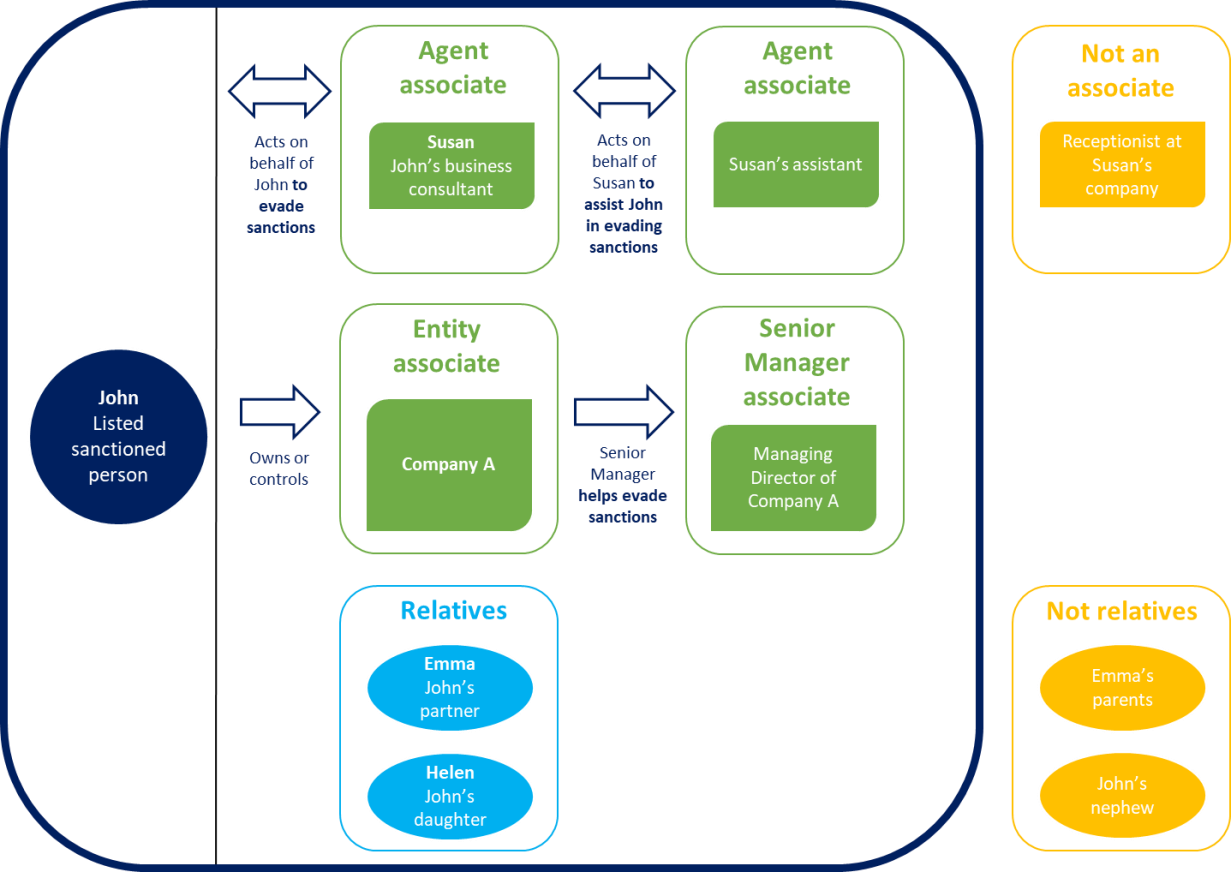 Agent
associate
Susan
John's business
consultant
Acts on
behalf of
John to
evade
sanctions
Agent
associate
Susan's assistant
Acts on
behalf of
Susan to
assist John
in evading
sanctions
Not an
associate
Receptionist at
Susan's
company
John
Listed
sanctioned
person
Owns or
controls
Entity
associate
Company A
Senior
Manager
helps evade
sanctions
Senior
Manager
associate
Managing
Director of
Company A
Relatives
Emma
John's
partner
Helen
John's
daughter
Not relatives
Emma's
parents
John's
nephew